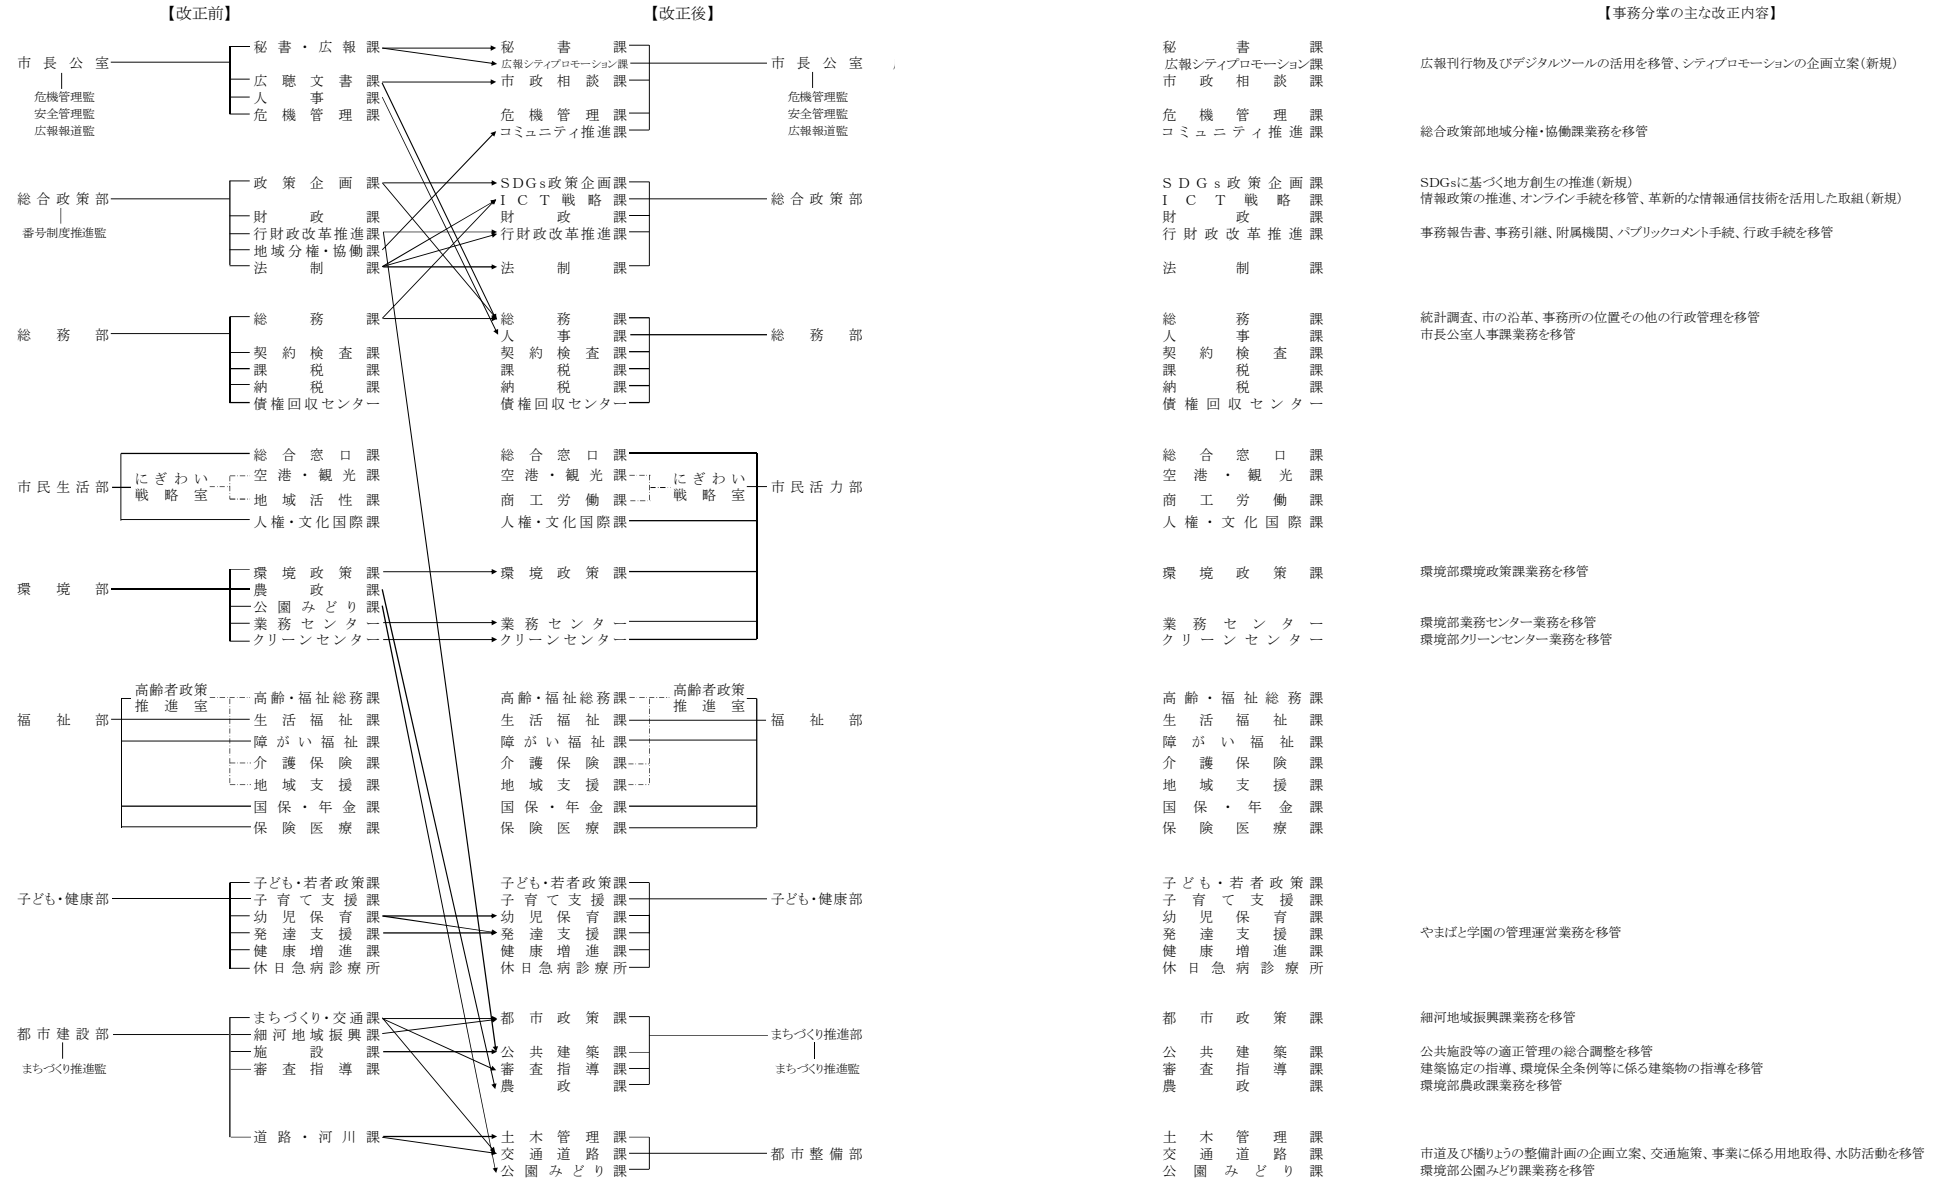 【改正前】 【改正後】 【事務分掌の主な改正内容】
秘書・広報課 秘書課 秘書課
市長公室 広報シティプロモーション課 市長公室 広報シティプロモーション課 広報刊行物及びデジタルツールの活用を移管、シティプロモーションの企画立案(新規)
広聴文書課 市政相談課 市政相談課
危機管理監 人事課 危機管理監
安全管理監 危機管理課 危機管理課 安全管理監 危機管理課
広報報道監 コミュニティ推進課 広報報道監 コミュニティ推進課 総合政策部地域分権・協働課業務を移管
政策企画課 SDGs政策企画課 SDGs政策企画課 SDGsに基づく地方創生の推進(新規)
総合政策部 ICT戦略課 総合政策部 ICT戦略課 情報政策の推進、オンライン手続を移管、革新的な情報通信技術を活用した取組(新規)
財政課 財政課 財政課
番号制度推進監 行財政改革推進課 行財政改革推進課 行財政改革推進課 事務報告書、事務引継、附属機関、パブリックコメント手続、行政手続を移管
地域分権・協働課
法制課 法制課 法制課
総務課 総務課 総務課 統計調査、市の沿革、事務所の位置その他の行政管理を移管
総務部 人事課 総務部 人事課 市長公室人事課業務を移管
契約検査課 契約検査課 契約検査課
課税課 課税課 課税課
納税課 納税課 納税課
債権回収センター 債権回収センター 債権回収センター
総合窓口課 総合窓口課 総合窓口課
にぎわい 空港・観光課 空港・観光課 にぎわい 空港・観光課
市民生活部 市民活力部
戦略室 地域活性課 商工労働課 戦略室 商工労働課
人権・文化国際課 人権・文化国際課 人権・文化国際課
環境政策課 環境政策課 環境政策課 環境部環境政策課業務を移管
環境部 農政課
公園みどり課
業務センター 業務センター 業務センター 環境部業務センター業務を移管
クリーンセンター クリーンセンター クリーンセンター 環境部クリーンセンター業務を移管
高齢者政策 高齢者政策
推進室 高齢・福祉総務課 高齢・福祉総務課 推進室 高齢・福祉総務課
福祉部 生活福祉課 生活福祉課 福祉部 生活福祉課
障がい福祉課 障がい福祉課 障がい福祉課
介護保険課 介護保険課 介護保険課
地域支援課 地域支援課 地域支援課
国保・年金課 国保・年金課 国保・年金課
保険医療課 保険医療課 保険医療課
子ども・若者政策課 子ども・若者政策課 子ども・若者政策課
子ども・健康部 子育て支援課 子育て支援課 子ども・健康部 子育て支援課
幼児保育課 幼児保育課 幼児保育課
発達支援課 発達支援課 発達支援課 やまばと学園の管理運営業務を移管
健康増進課 健康増進課 健康増進課
休日急病診療所 休日急病診療所 休日急病診療所
まちづくり・交通課 都市政策課 都市政策課 細河地域振興課業務を移管
都市建設部 細河地域振興課 まちづくり推進部
施設課 公共建築課 公共建築課 公共施設等の適正管理の総合調整を移管
まちづくり推進監 審査指導課 審査指導課 まちづくり推進監 審査指導課 建築協定の指導、環境保全条例等に係る建築物の指導を移管
農政課 農政課 環境部農政課業務を移管
道路・河川課 土木管理課 土木管理課
交通道路課 都市整備部 交通道路課 市道及び橋りょうの整備計画の企画立案、交通施策、事業に係る用地取得、水防活動を移管
公園みどり課 公園みどり課 環境部公園みどり課業務を移管